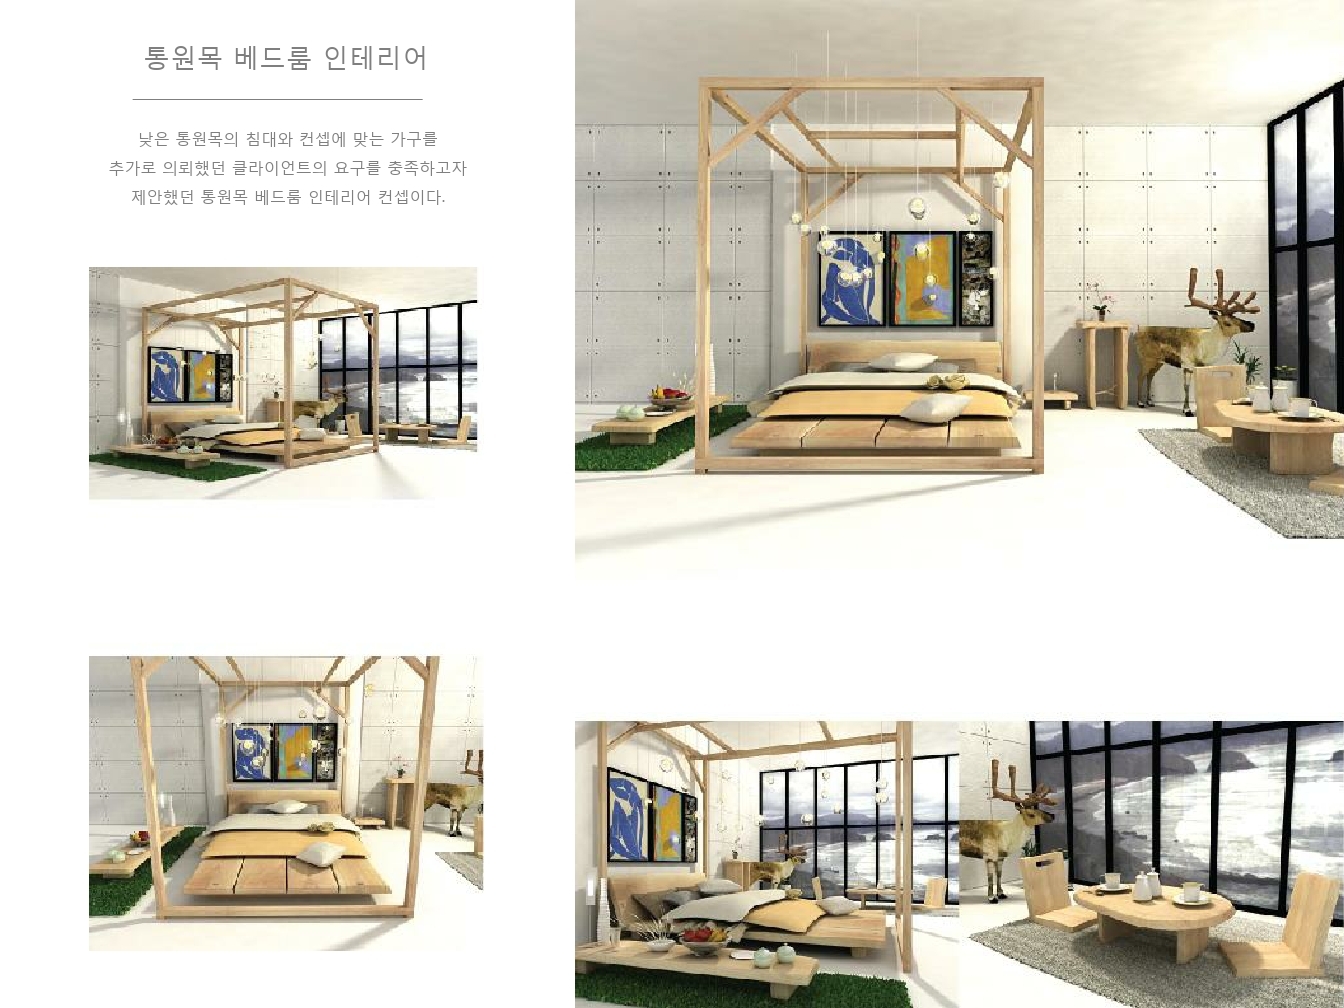 통원목 베드룸 인테리어
낮은 통원목의 침대와 컨셉에 맞는 가구를
추가로 의뢰했던 클라이언트의 요구를 충족하고자
제안했던 통원목 베드룸 인테리어 컨셉이다.